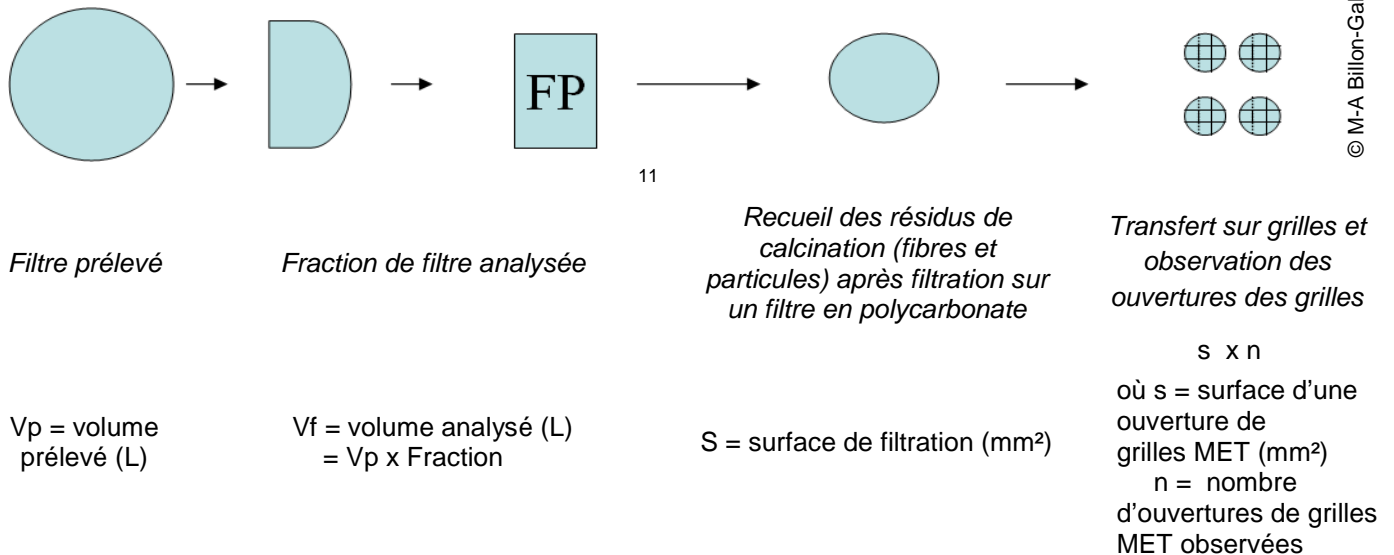 FP
© M-A Billon-Gal
11
Filtre prélevé
Fraction de filtre analysée
Recueil des résidus de
calcination (fibres et
particules) après filtration sur
un filtre en polycarbonate
Transfert sur grilles et
observation des
ouvertures des grilles
Vp = volume
prélevé (L)
Vf = volume analysé (L)
= Vp x Fraction
S = surface de filtration (mm²)
s x n
où s = surface d'une
ouverture de
grilles MET (mm²)
n = nombre
d'ouvertures de grilles
MET observées